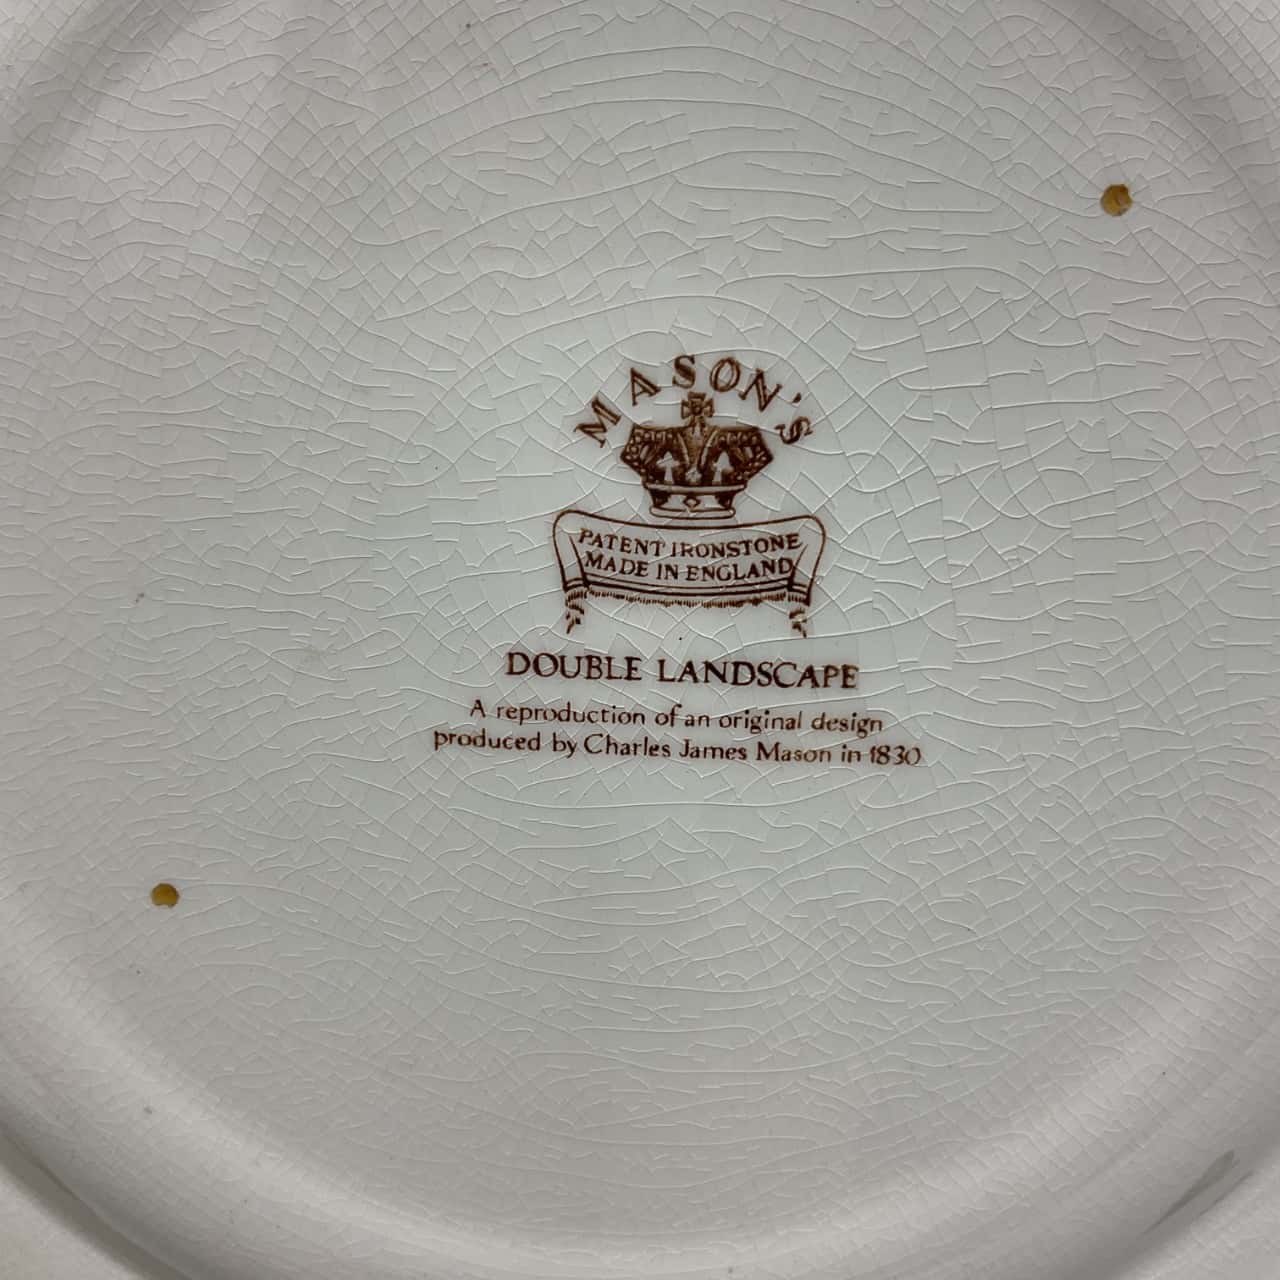 MASON'S
PATENT IRONSTONE
MADE IN ENGLAND
DOUBLE LANDSCAPE
A reproduction of an original design
produced by Charles James Mason in 1830